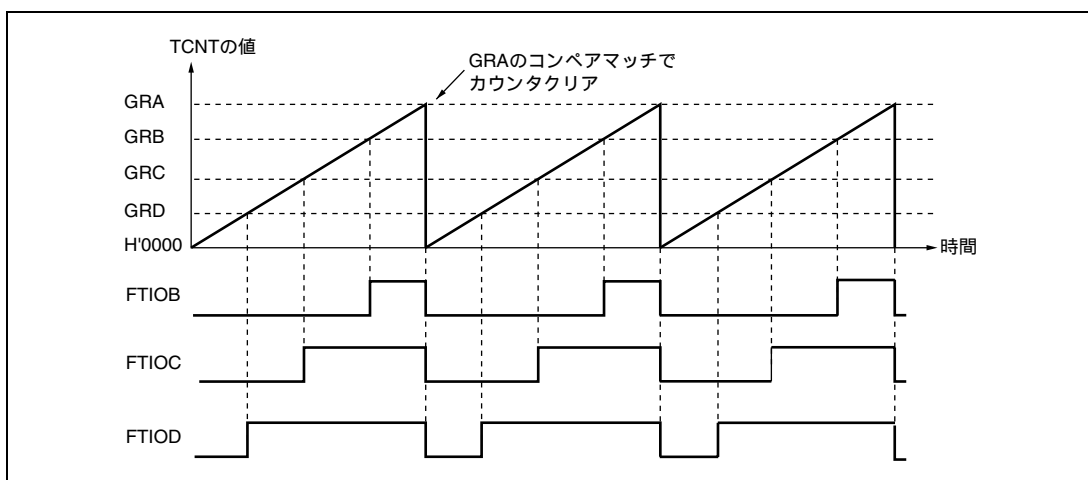 TCNTの値
GRAのコンペアマッチで
カウンタクリア
GRA
GRB
GRC
GRD
H'0000
時間
FTIOB
FTIOC
FTIOD